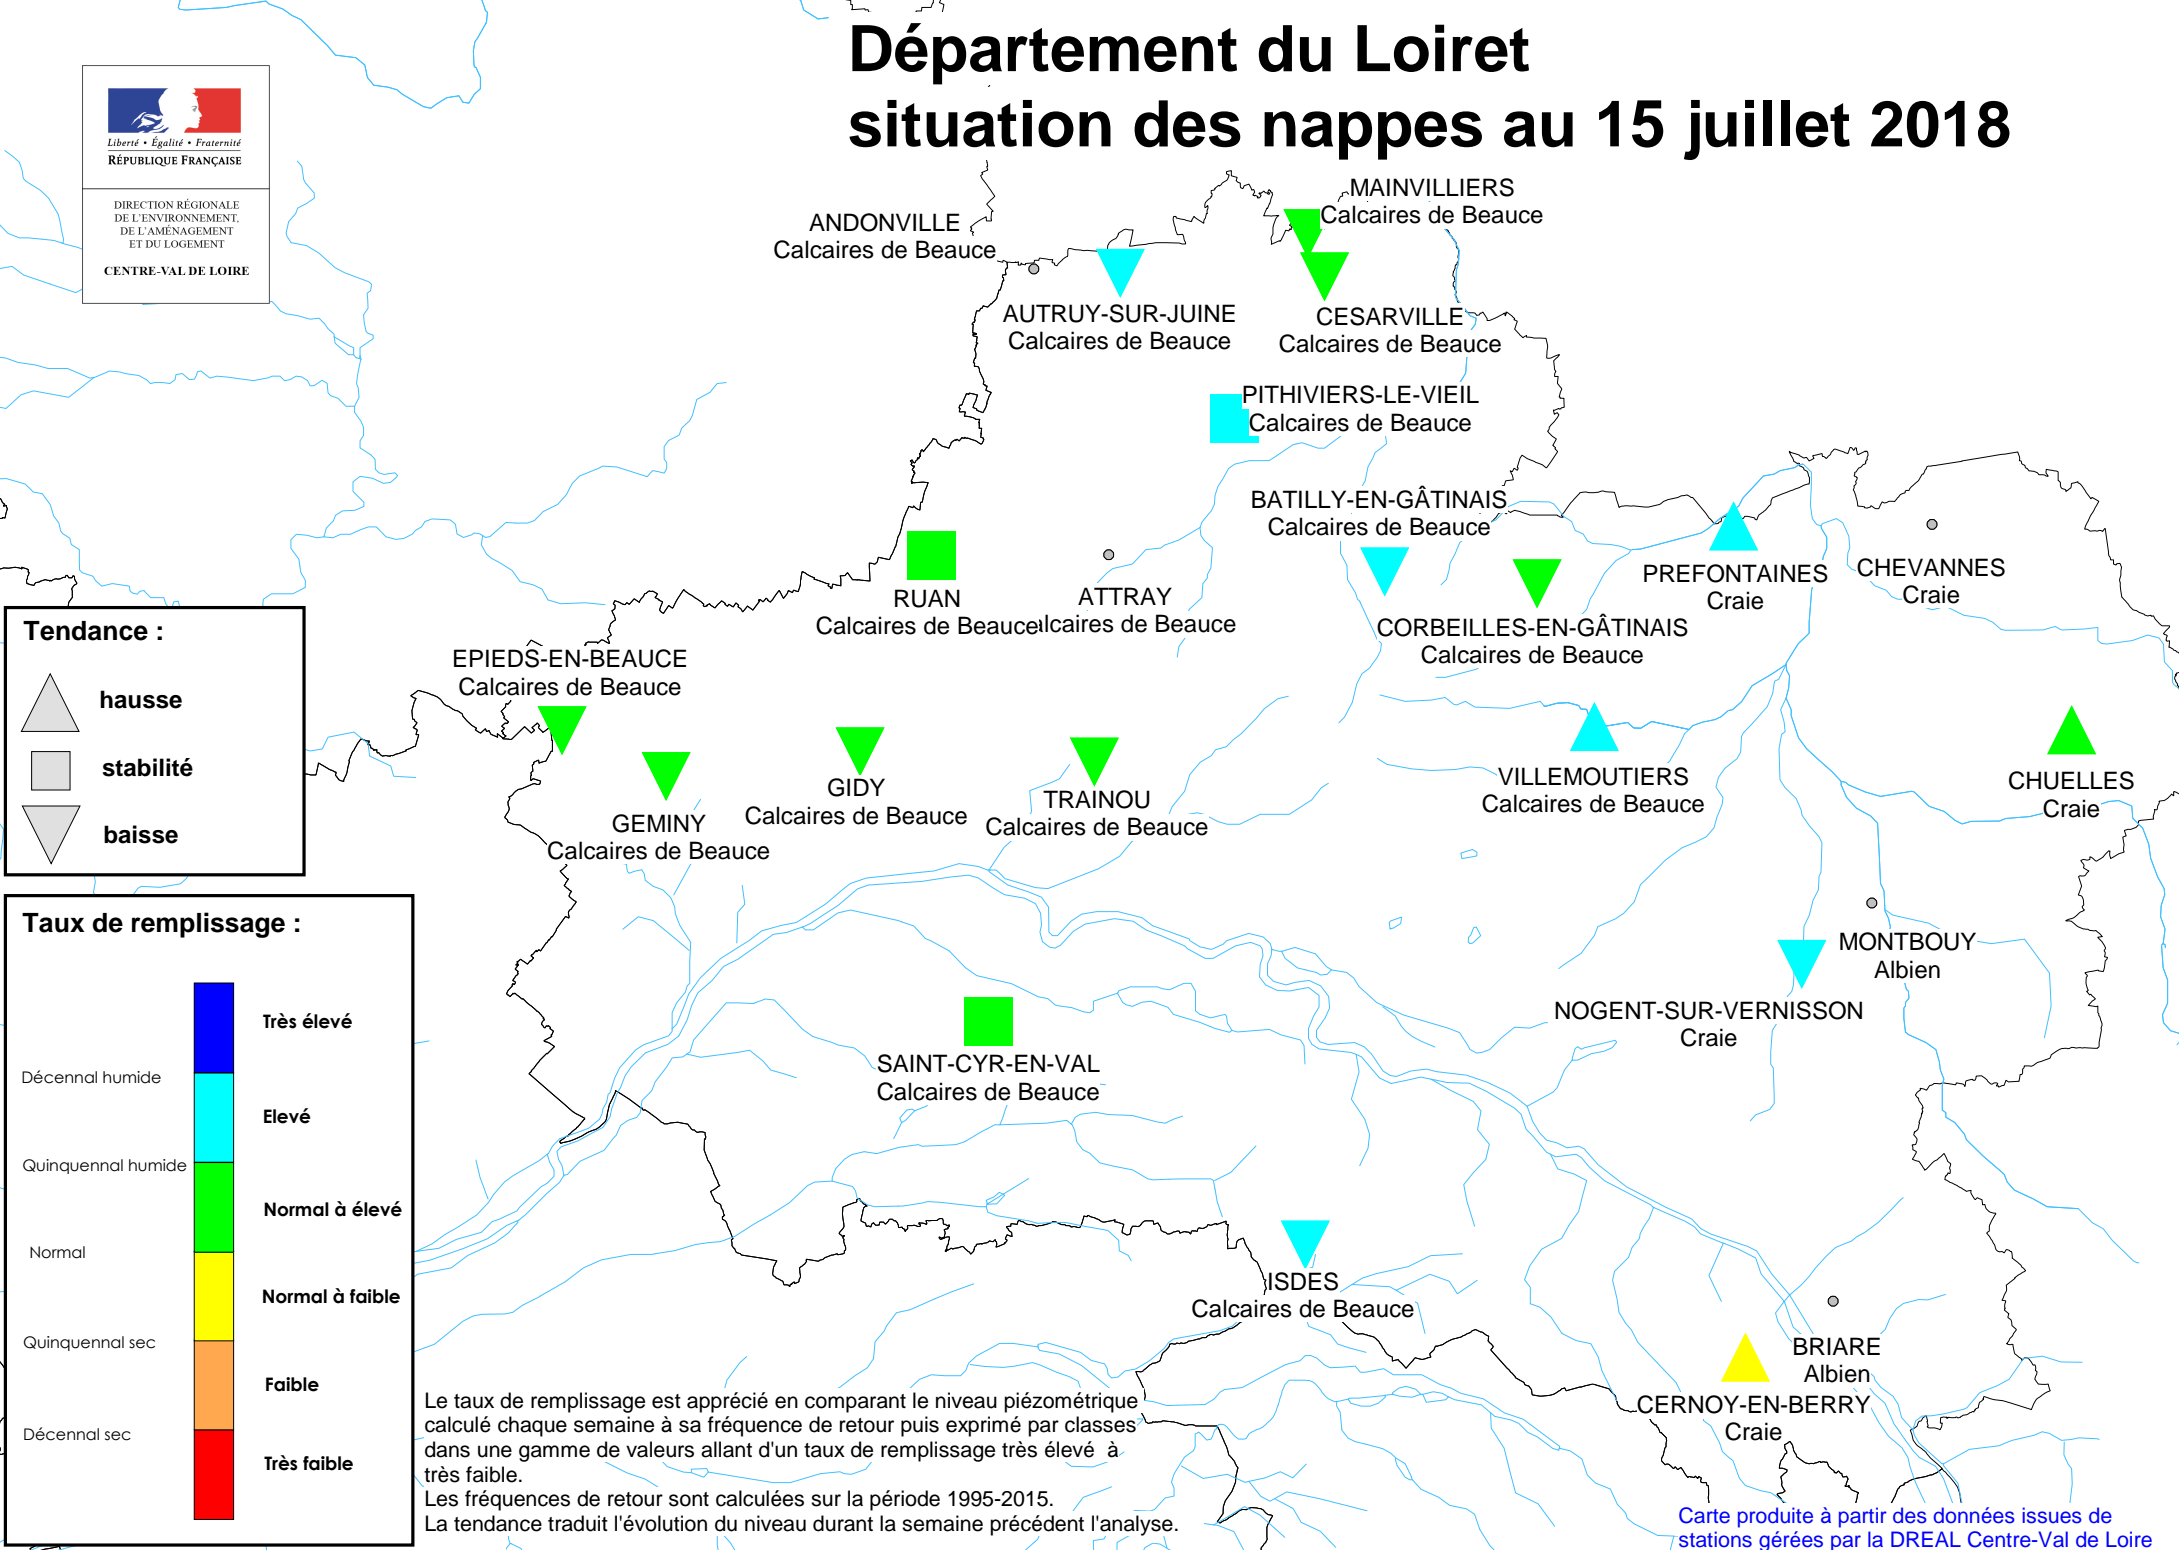 Département du Loiret
situation des nappes au 15 juillet 2018
Liberté • Égalité • Fraternité
RÉPUBLIQUE FRANÇAISE
DIRECTION RÉGIONALE
DE L'ENVIRONNEMENT,
DE L'AMÉNAGEMENT
ET DU LOGEMENT
CENTRE-VAL DE LOIRE
MAINVILLIERS
Calcaires de Beauce
ANDONVILLE
Calcaires de Beauce
AUTRUY-SUR-JUINE
Calcaires de Beauce
CESARVILLE
Calcaires de Beauce
PITHIVIERS-LE-VIEIL
Calcaires de Beauce
BATILLY-EN-GÂTINAIS
Calcaires de Beauce
RUAN
Calcaires de Beauce
ATTRAY
alcaires de Beauce
PREFONTAINES
Craie
CHEVANNES
Craie
CORBEILLES-EN-GÂTINAIS
Calcaires de Beauce
EPIEDS-EN-BEAUCE
Calcaires de Beauce
GEMINY
Calcaires de Beauce
GIDY
Calcaires de Beauce
TRAINOU
Calcaires de Beauce
VILLEMOUTIERS
Calcaires de Beauce
CHUELLES
Craie
MONTBOUY
Albien
NOGENT-SUR-VERNISSON
Craie
SAINT-CYR-EN-VAL
Calcaires de Beauce
ISDES
Calcaires de Beauce
BRIARE
Albien
CERNOY-EN-BERRY
Craie
Tendance :
hausse
stabilité
baisse
Taux de remplissage :
Très élevé
Décennal humide
Elevé
Quinquennal humide
Normal à élevé
Normal
Normal à faible
Quinquennal sec
Faible
Décennal sec
Très faible
Le taux de remplissage est apprécié en comparant le niveau piézométrique
calculé chaque semaine à sa fréquence de retour puis exprimé par classes
dans une gamme de valeurs allant d'un taux de remplissage très élevé à
très faible.
Les fréquences de retour sont calculées sur la période 1995-2015.
La tendance traduit l'évolution du niveau durant la semaine précédent l'analyse.
Carte produite à partir des données issues de
stations gérées par la DREAL Centre-Val de Loire